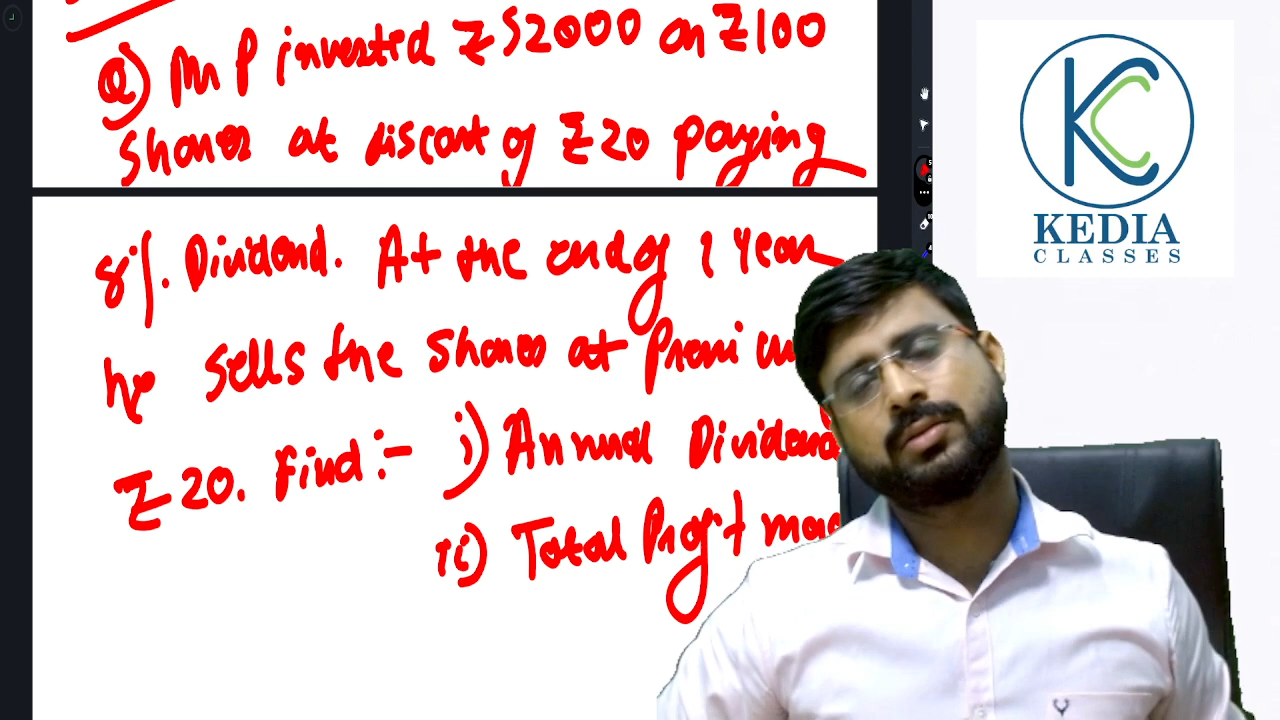 Q) Mr P invested ₹52000 on ₹100
shares at discount of ₹20 paying
8%. Dividend. At the end of 1 Year
he sells the shares at Premium
₹20. Find:- i) Annual Dividend
ii) Total Profit
KC
KEDIA
CLASSES